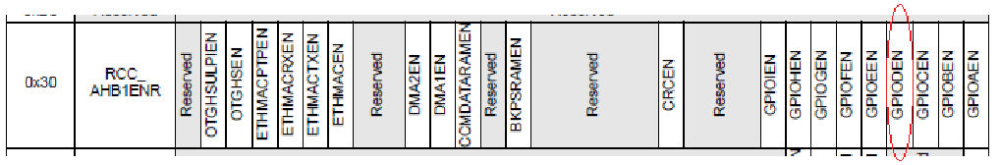 0x30
RCC_
AHB1ENR
Reserved
OTGHSULPIEN
OTGHSEN
ETHMACPTPEN
ETHMACRXEN
ETHMACTXEN
ETHMACEN
Reserved
DMA2EN
DMA1EN
CCMDATARAMEN
Reserved
BKPSRAMEN
Reserved
CRCEN
Reserved
GPIOIEN
GPIOHEN
GPIOGEN
GPIOFEN
GPIOEEN
GPIODEN
GPIOCEN
GPIOBEN
GPIOAEN